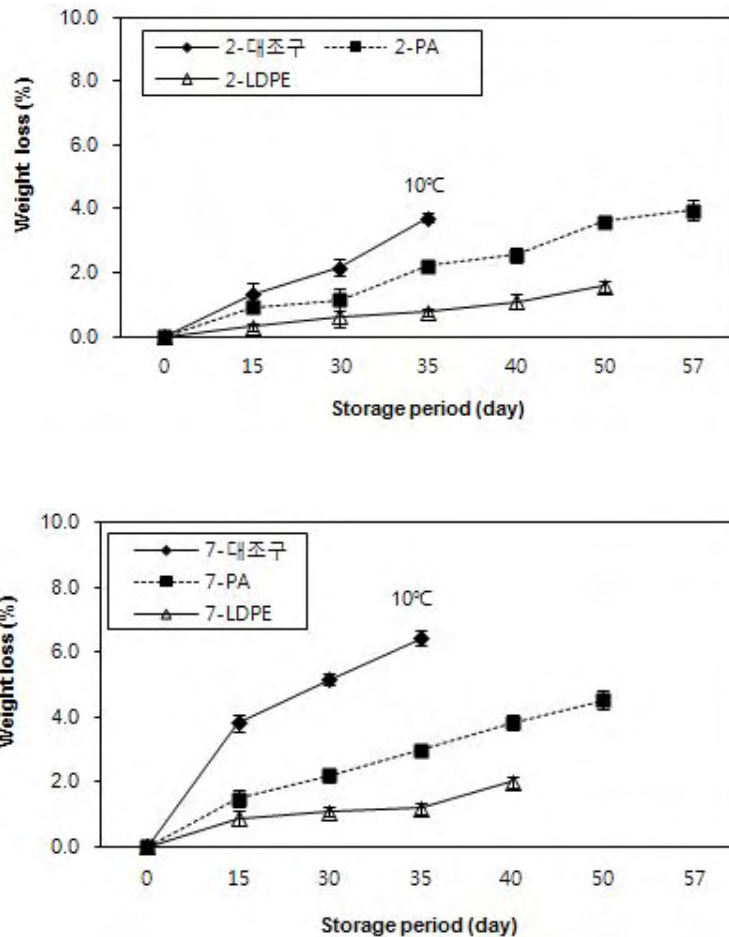 10.0
8.0
6.0
4.0
2.0
0.0
Weight loss (%)
2-대조구 2-PA
2-LDPE
10℃
0 15 30 35 40 50 57
Storage period (day)
10.0
8.0
6.0
4.0
2.0
0.0
Weight loss (%)
7-대조구
7-PA
7-LDPE
10℃
0 15 30 35 40 50 57
Storage period (day)